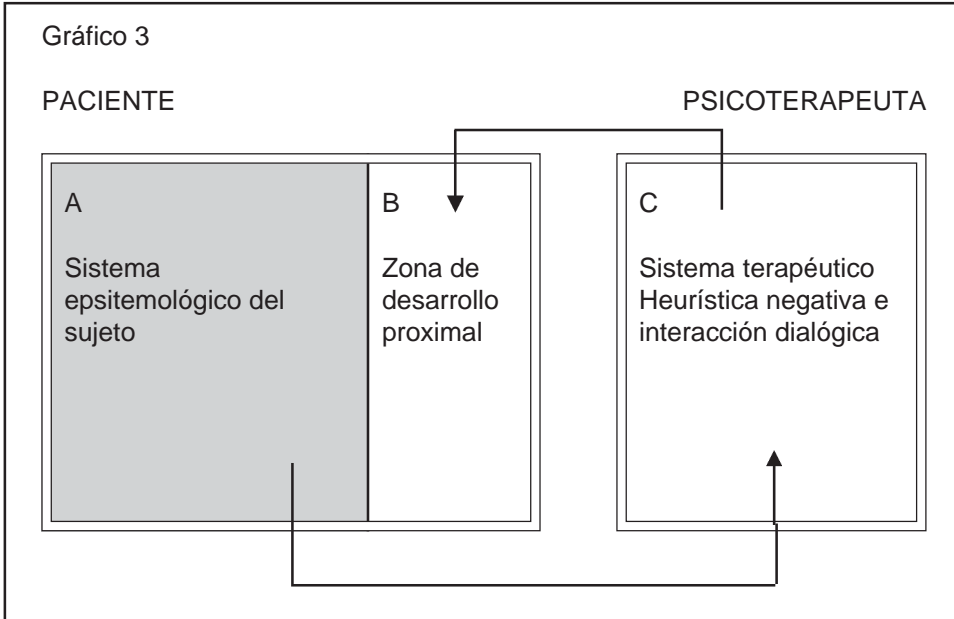 Gráfico 3
PACIENTE
PSICOTERAPEUTA
A
Sistema
epsitemológico del
sujeto
B
Zona de
desarrollo
proximal
C
Sistema terapéutico
Heurística negativa e
interacción dialógica